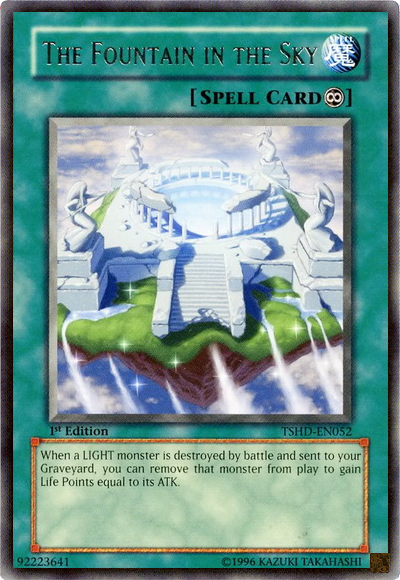 THE FOUNTAIN IN THE SKY 魔
[SPELL CARD∞]
1st Edition TSHD-EN052
When a LIGHT monster is destroyed by battle and sent to your
Graveyard, you can remove that monster from play to gain
Life Points equal to its ATK.
92223641 ©1996 KAZUKI TAKAHASHI